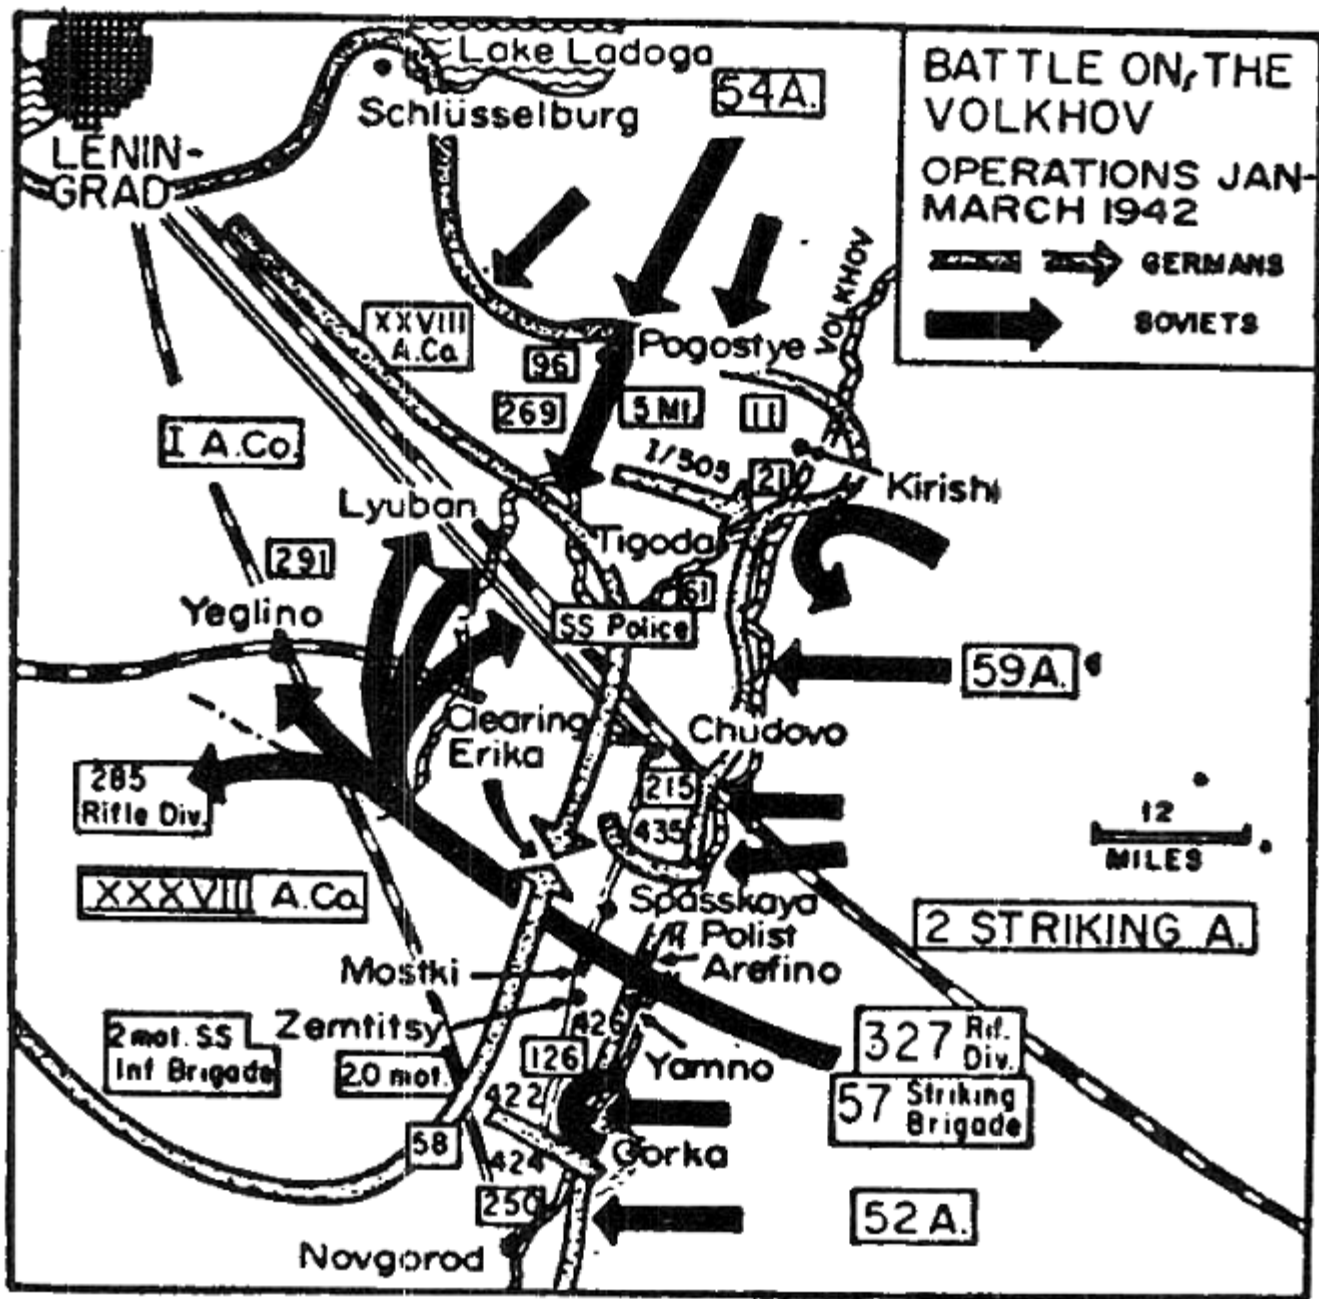 Lake Ladoga
Schlüsselburg
LENIN-
GRAD
54A.
BATTLE ON THE
VOLKHOV
OPERATIONS JAN-
MARCH 1942
GERMANS
SOVIETS
VOLKHOV
XXVIII
A.Co
Pogostye
96
269
5 Mt.
11
I A.Co.
I/505
21
Kirishi
Lyuban
Tigoda
291
61
Yeglino
SS Police
59A.
Clearing
Erika
Chudovo
285
Rifle Div.
215
435
12
MILES
XXXVIII A.Co
Spasskaya
Polist
2 STRIKING A.
Mostki
Arefino
Zemtitsy
426
327 Rif.
Div.
2 mot. SS
Inf Brigade
20 mot.
126
Yamno
57 Striking
Brigade
422
58
424
Gorka
250
52A.
Novgorod